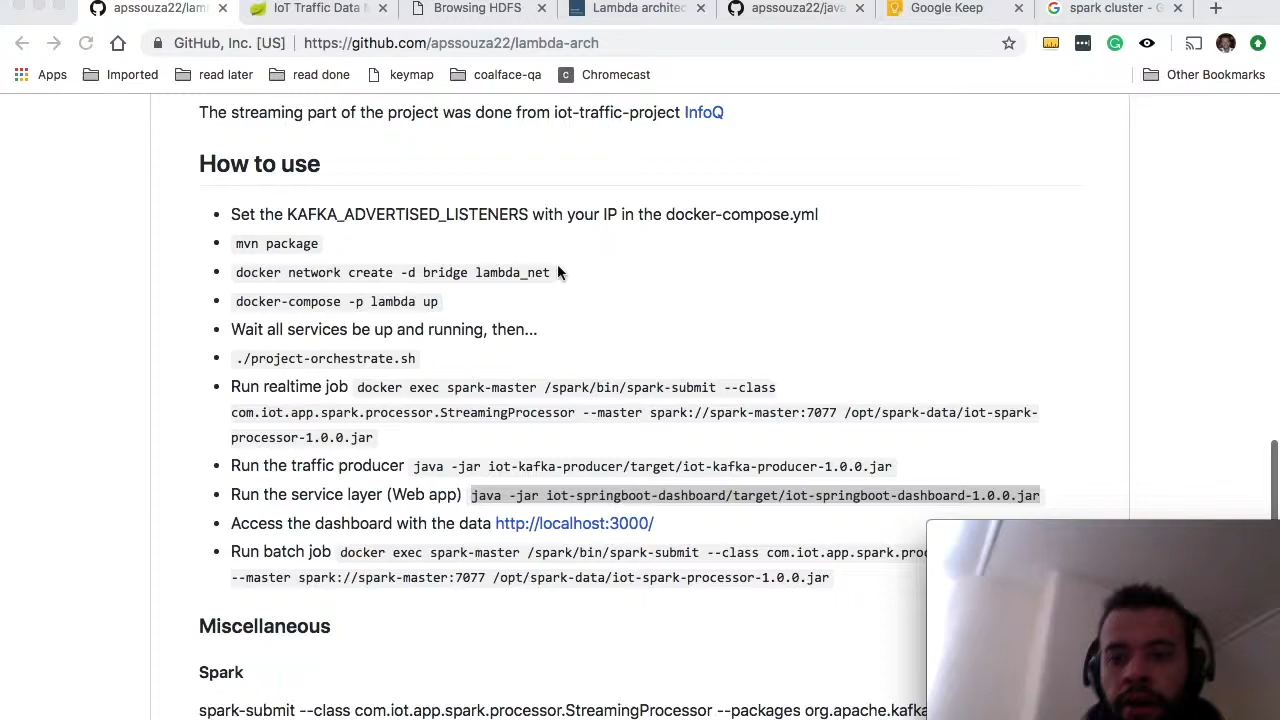 apssouza22/lam
IoT Traffic Data M
Browsing HDFS
Lambda architec
apssouza22/java
Google Keep
spark cluster - G
GitHub, Inc. [US]
https://github.com/apssouza22/lambda-arch
Apps
Imported
read later
read done
keymap
coalface-qa
Chromecast
Other Bookmarks
The streaming part of the project was done from iot-traffic-project InfoQ
How to use
Set the KAFKA_ADVERTISED_LISTENERS with your IP in the docker-compose.yml
mvn package
docker network create -d bridge lambda_net
docker-compose -p lambda up
Wait all services be up and running, then...
./project-orchestrate.sh
Run realtime job docker exec spark-master /spark/bin/spark-submit --class
com.iot.app.spark.processor.StreamingProcessor --master spark://spark-master:7077 /opt/spark-data/iot-spark-
processor-1.0.0.jar
Run the traffic producer java -jar iot-kafka-producer/target/iot-kafka-producer-1.0.0.jar
Run the service layer (Web app) java -jar iot-springboot-dashboard/target/iot-springboot-dashboard-1.0.0.jar
Access the dashboard with the data http://localhost:3000/
Run batch job docker exec spark-master /spark/bin/spark-submit --class com.iot.app.spark.proc
--master spark://spark-master:7077 /opt/spark-data/iot-spark-processor-1.0.0.jar
Miscellaneous
Spark
spark-submit --class com.iot.app.spark.processor.StreamingProcessor --packages org.apache.kafka